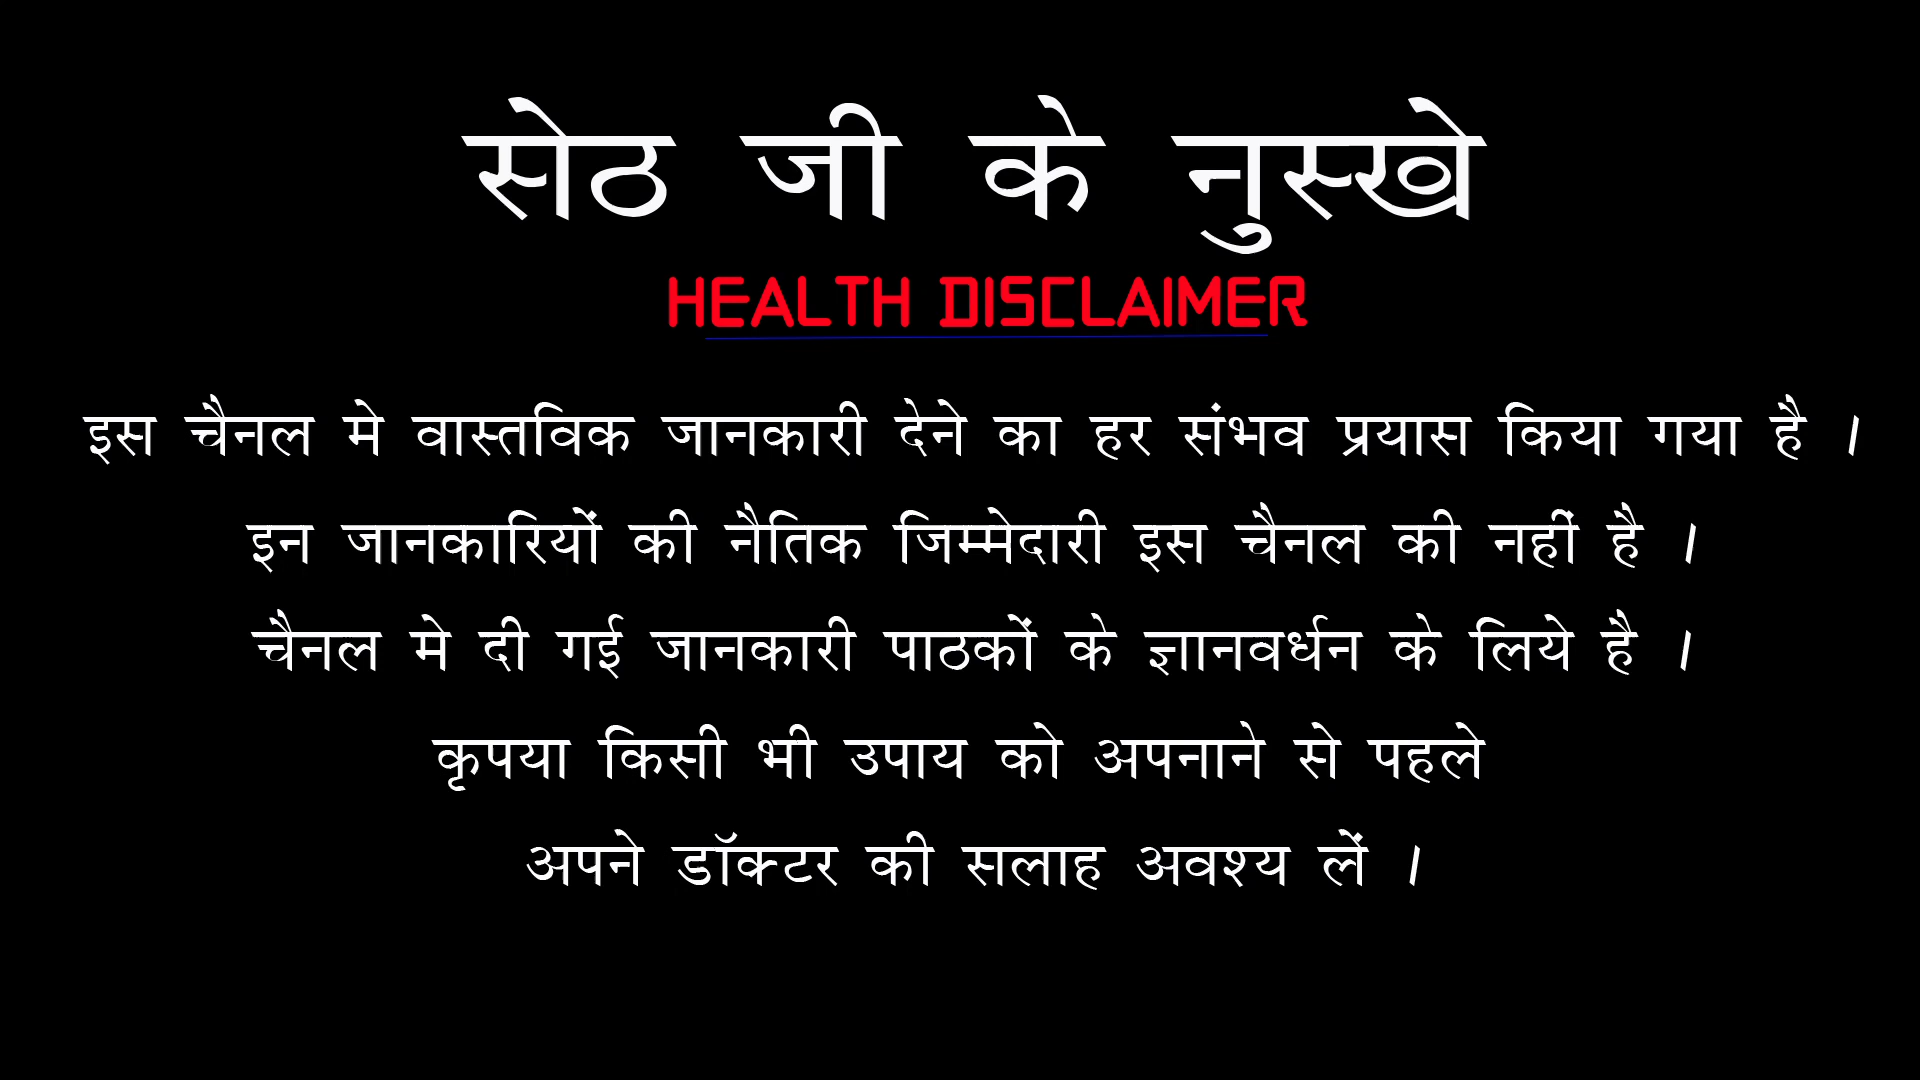 सेठ जी के नुस्खे
HEALTH DISCLAIMER
इस चैनल मे वास्तविक जानकारी देने का हर संभव प्रयास किया गया है ।
इन जानकारियों की नैतिक जिम्मेदारी इस चैनल की नहीं है ।
चैनल मे दी गई जानकारी पाठकों के ज्ञानवर्धन के लिये है ।
कृपया किसी भी उपाय को अपनाने से पहले
अपने डॉक्टर की सलाह अवश्य लें ।